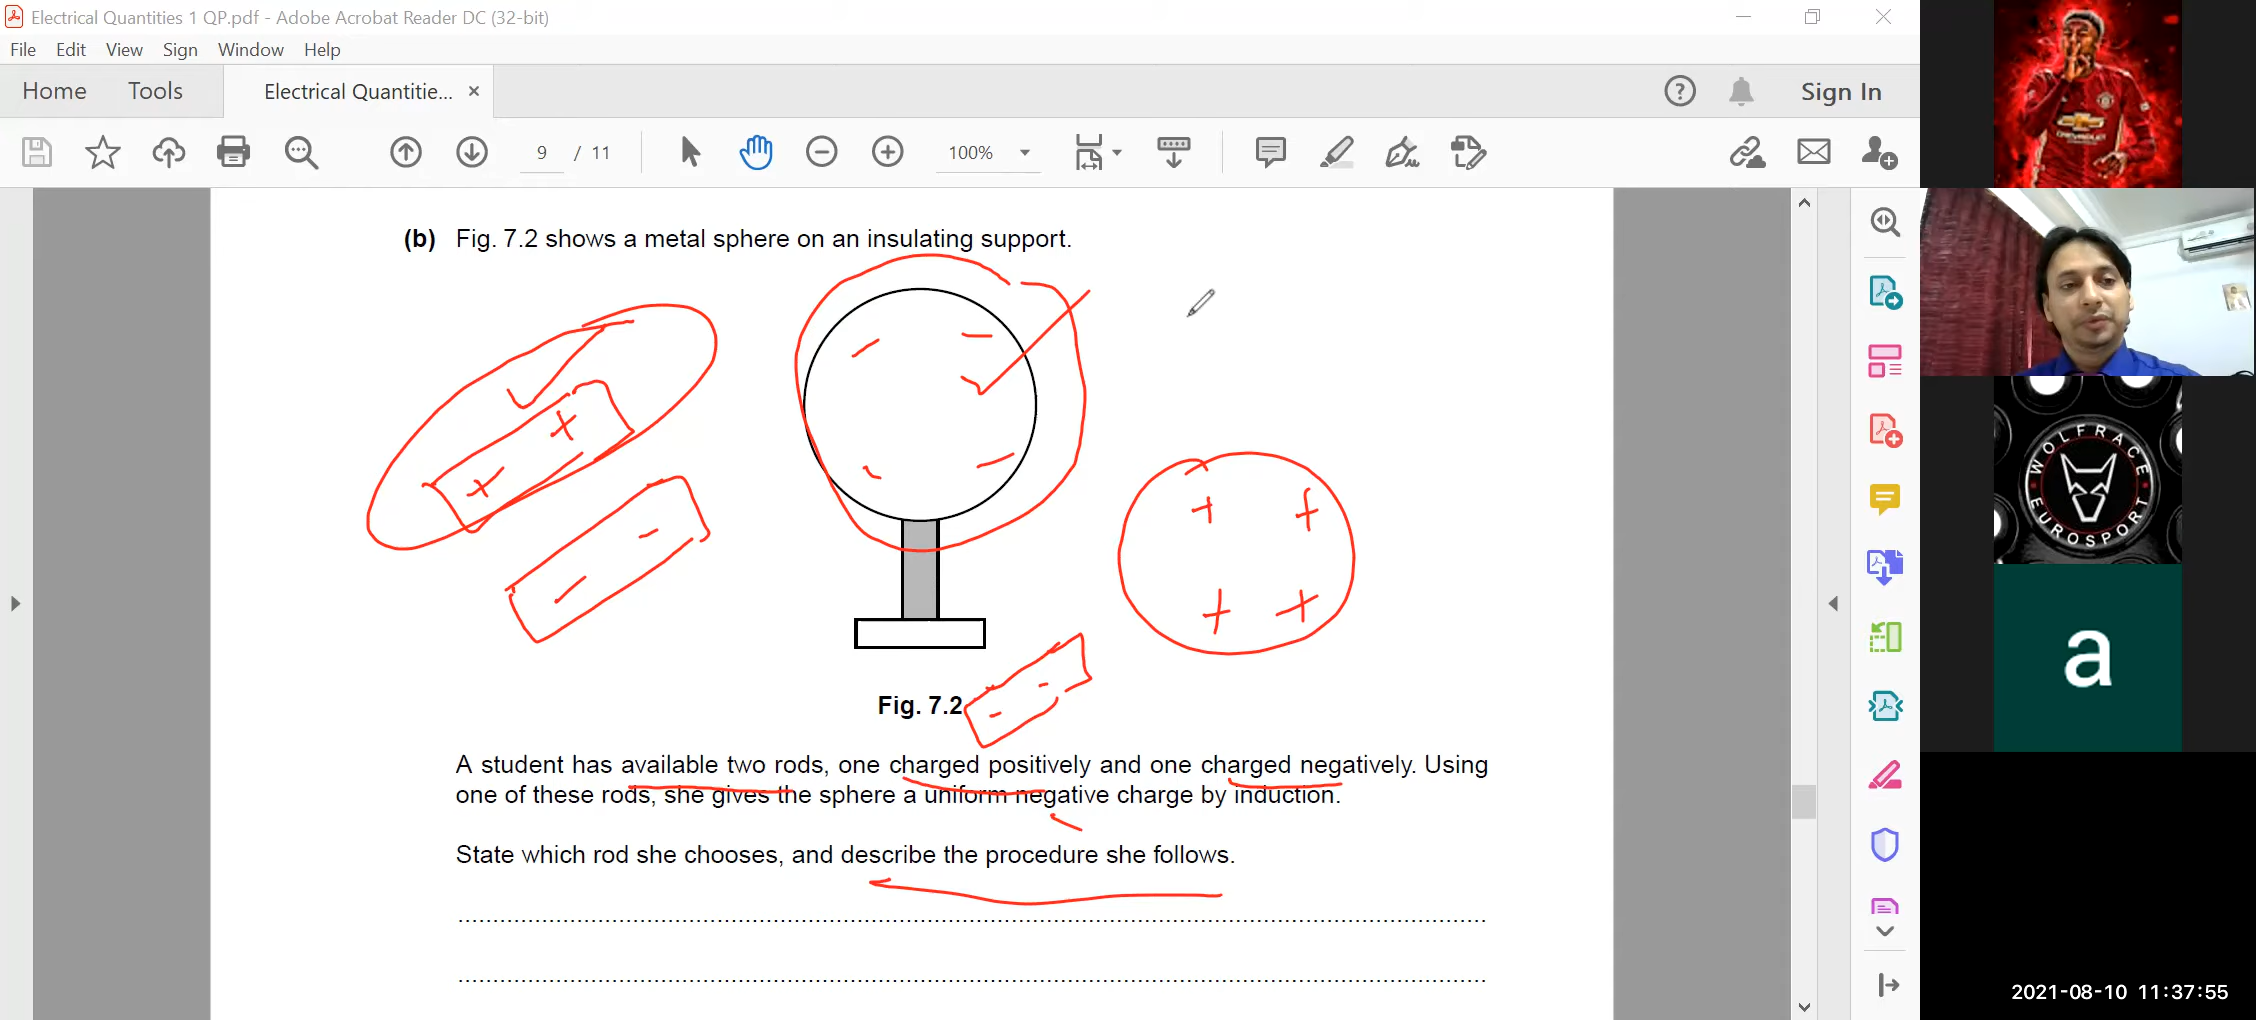 Electrical Quantities 1 QP.pdf - Adobe Acrobat Reader DC (32-bit)
File Edit View Sign Window Help
Home Tools Electrical Quantitie... × Sign In
9 / 11 100%
(b) Fig. 7.2 shows a metal sphere on an insulating support.
Fig. 7.2
A student has available two rods, one charged positively and one charged negatively. Using
one of these rods, she gives the sphere a uniform negative charge by induction.
State which rod she chooses, and describe the procedure she follows.
CHEVROLET
WOLFRACE
EUROSPORT
a
2021-08-10 11:37:55